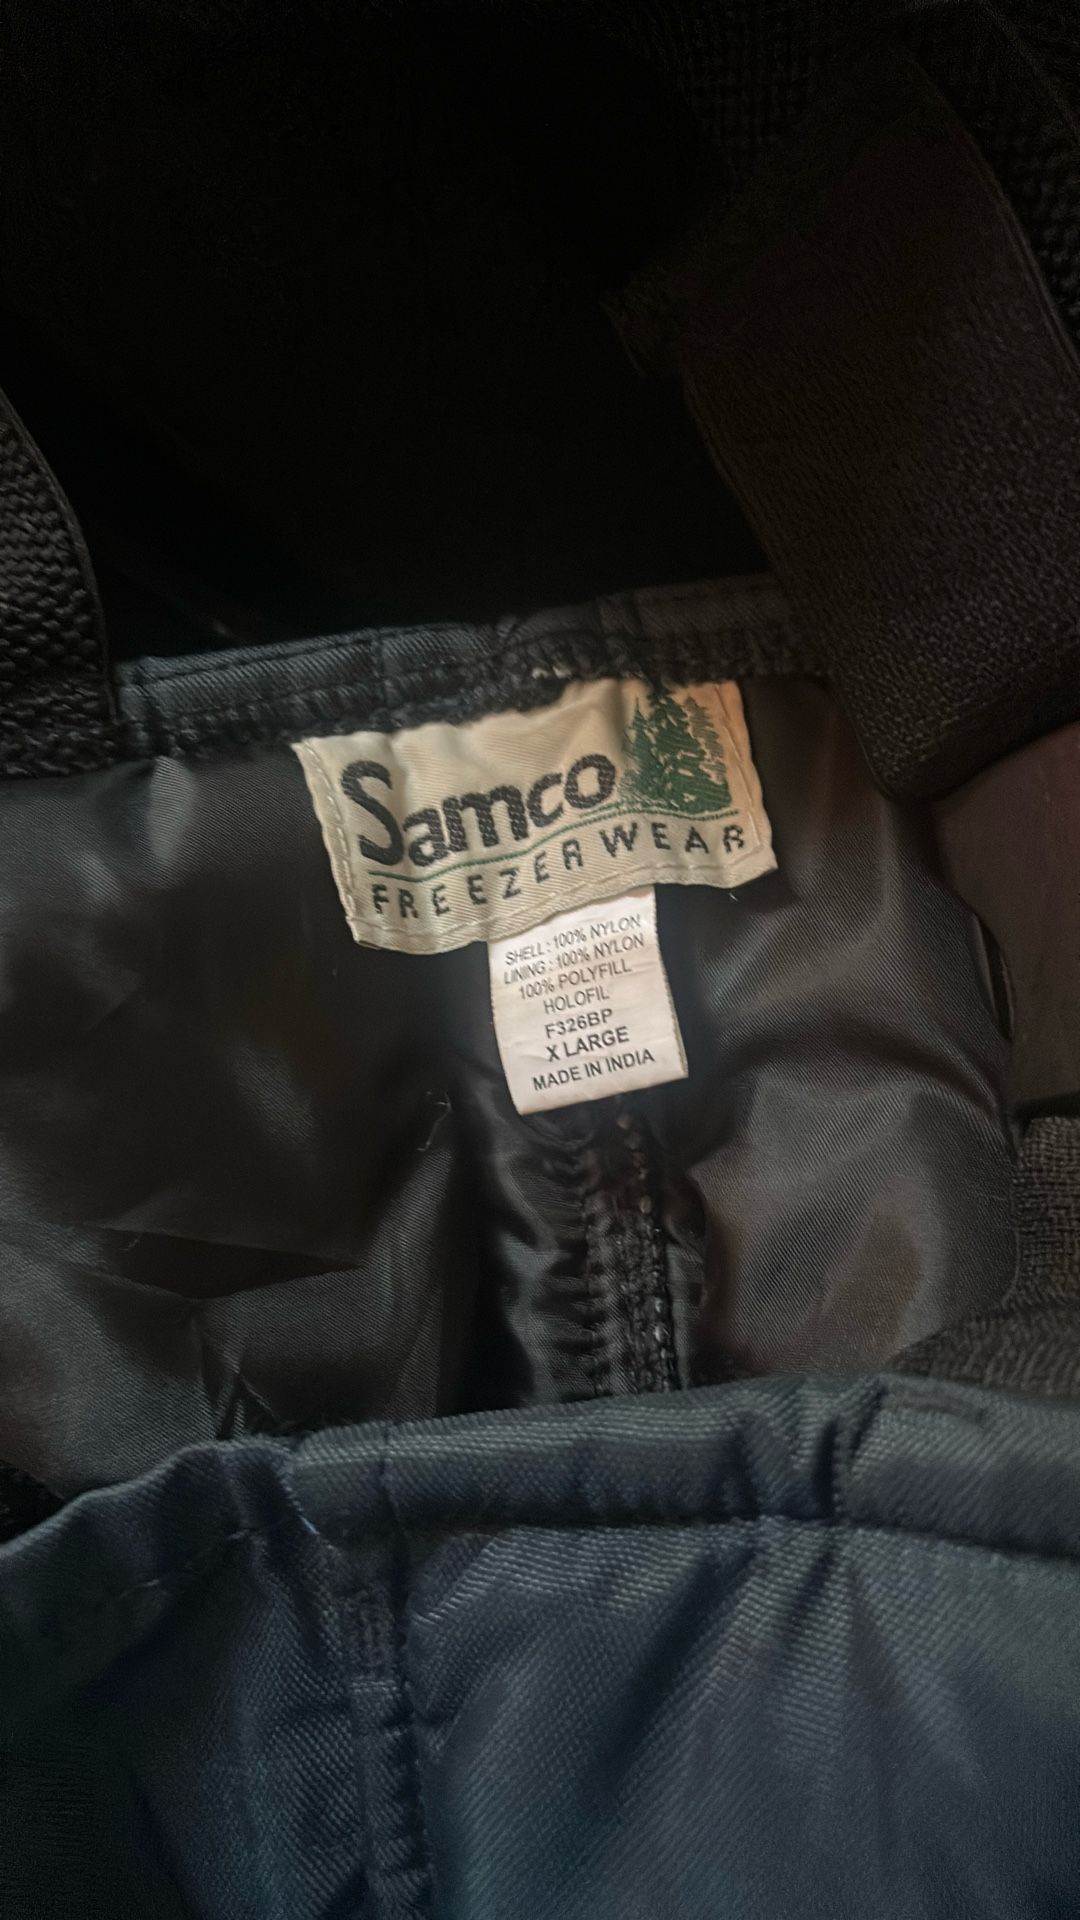 Samco
FREEZER WEAR
SHELL : 100% NYLON
LINING : 100% NYLON
100% POLYFILL
HOLOFIL
F326BP
X LARGE
MADE IN INDIA